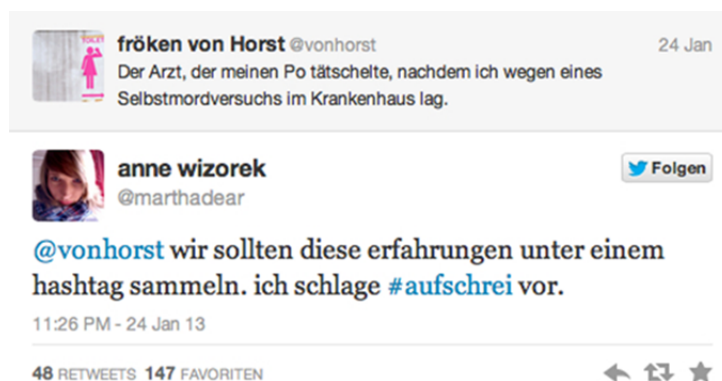 fröken von Horst @vonhorst 24 Jan
Der Arzt, der meinen Po tätschelte, nachdem ich wegen eines
Selbstmordversuchs im Krankenhaus lag.
anne wizorek Folgen
@marthadear
@vonhorst wir sollten diese erfahrungen unter einem
hashtag sammeln. ich schlage #aufschrei vor.
11:26 PM - 24 Jan 13
48 RETWEETS 147 FAVORITEN